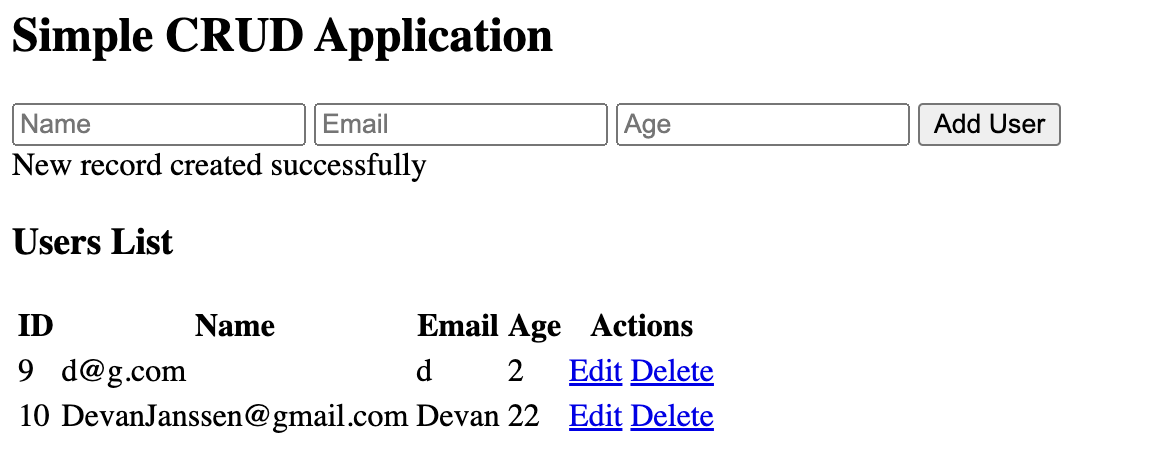 Simple CRUD Application
Name Email Age Add User
New record created successfully
Users List
ID Name Email Age Actions
9 d@g.com d 2 Edit Delete
10 DevanJanssen@gmail.com Devan 22 Edit Delete